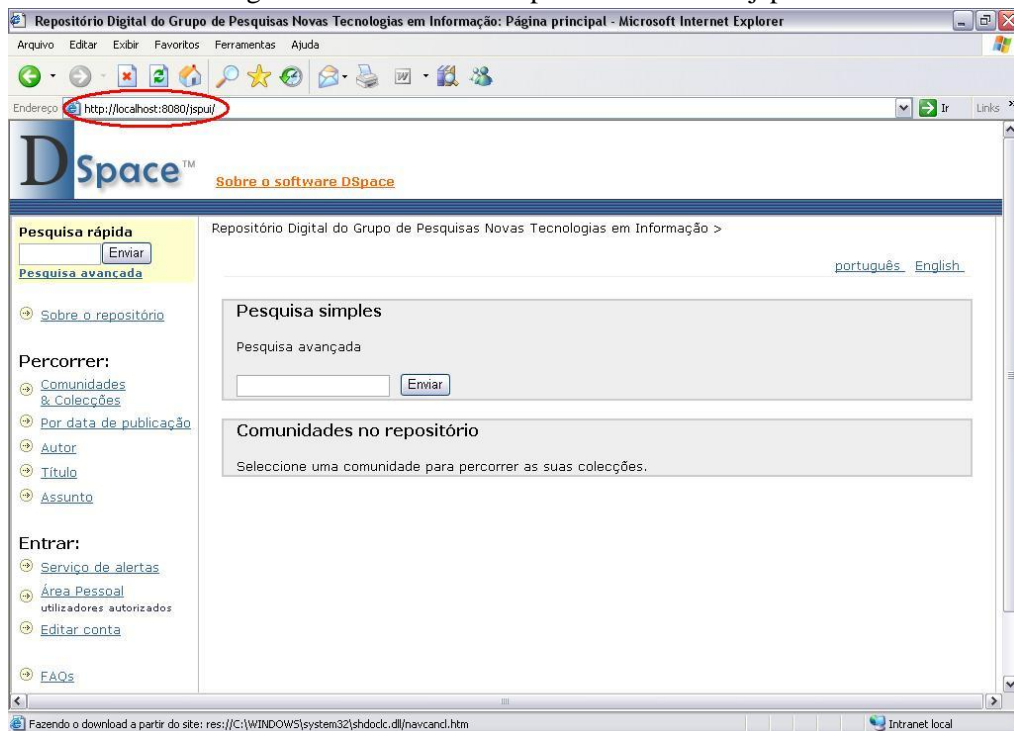 Repositório Digital do Grupo de Pesquisas Novas Tecnologias em Informação: Página principal - Microsoft Internet Explorer
Arquivo Editar Exibir Favoritos Ferramentas Ajuda
Endereço http://localhost:8080/jspui/ Ir Links »
DSpace™
Sobre o software DSpace
Pesquisa rápida
Enviar
Pesquisa avançada
Sobre o repositório
Percorrer:
Comunidades
& Colecções
Por data de publicação
Autor
Título
Assunto
Entrar:
Serviço de alertas
Área Pessoal
utilizadores autorizados
Editar conta
FAQs
Repositório Digital do Grupo de Pesquisas Novas Tecnologias em Informação >
português English
Pesquisa simples
Pesquisa avançada
Enviar
Comunidades no repositório
Seleccione uma comunidade para percorrer as suas colecções.
Fazendo o download a partir do site: res://C:\WINDOWS\system32\shdoclc.dll/navcancl.htm
Intranet local